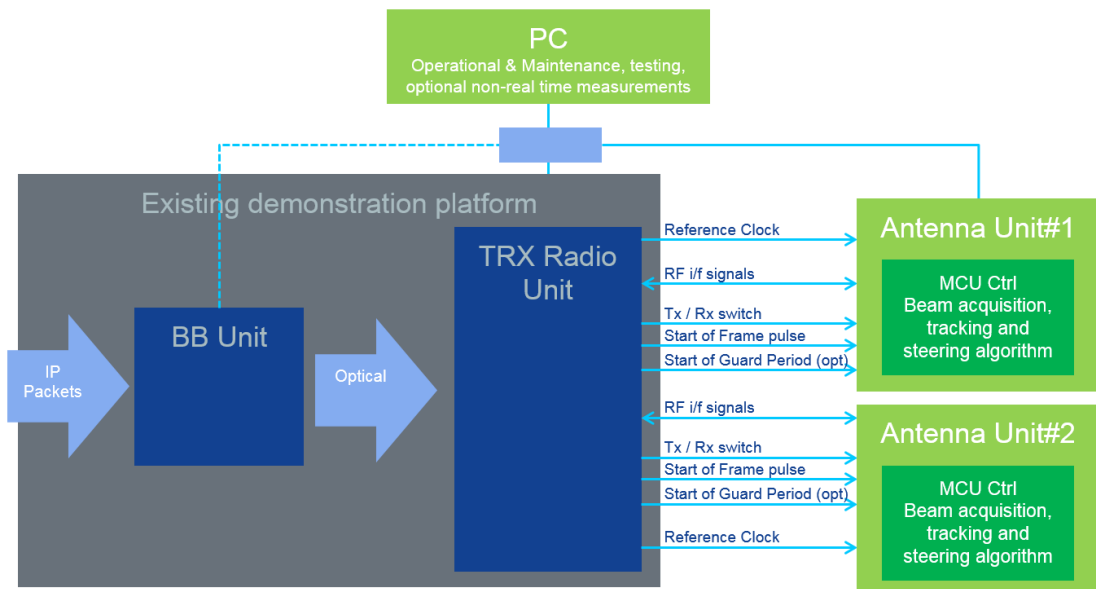 PC
Operational & Maintenance, testing,
optional non-real time measurements
Existing demonstration platform
IP
Packets
BB Unit
Optical
TRX Radio
Unit
Reference Clock
RF i/f signals
Tx / Rx switch
Start of Frame pulse
Start of Guard Period (opt)
RF i/f signals
Tx / Rx switch
Start of Frame pulse
Start of Guard Period (opt)
Reference Clock
Antenna Unit#1
MCU Ctrl
Beam acquisition,
tracking and
steering algorithm
Antenna Unit#2
MCU Ctrl
Beam acquisition,
tracking and
steering algorithm